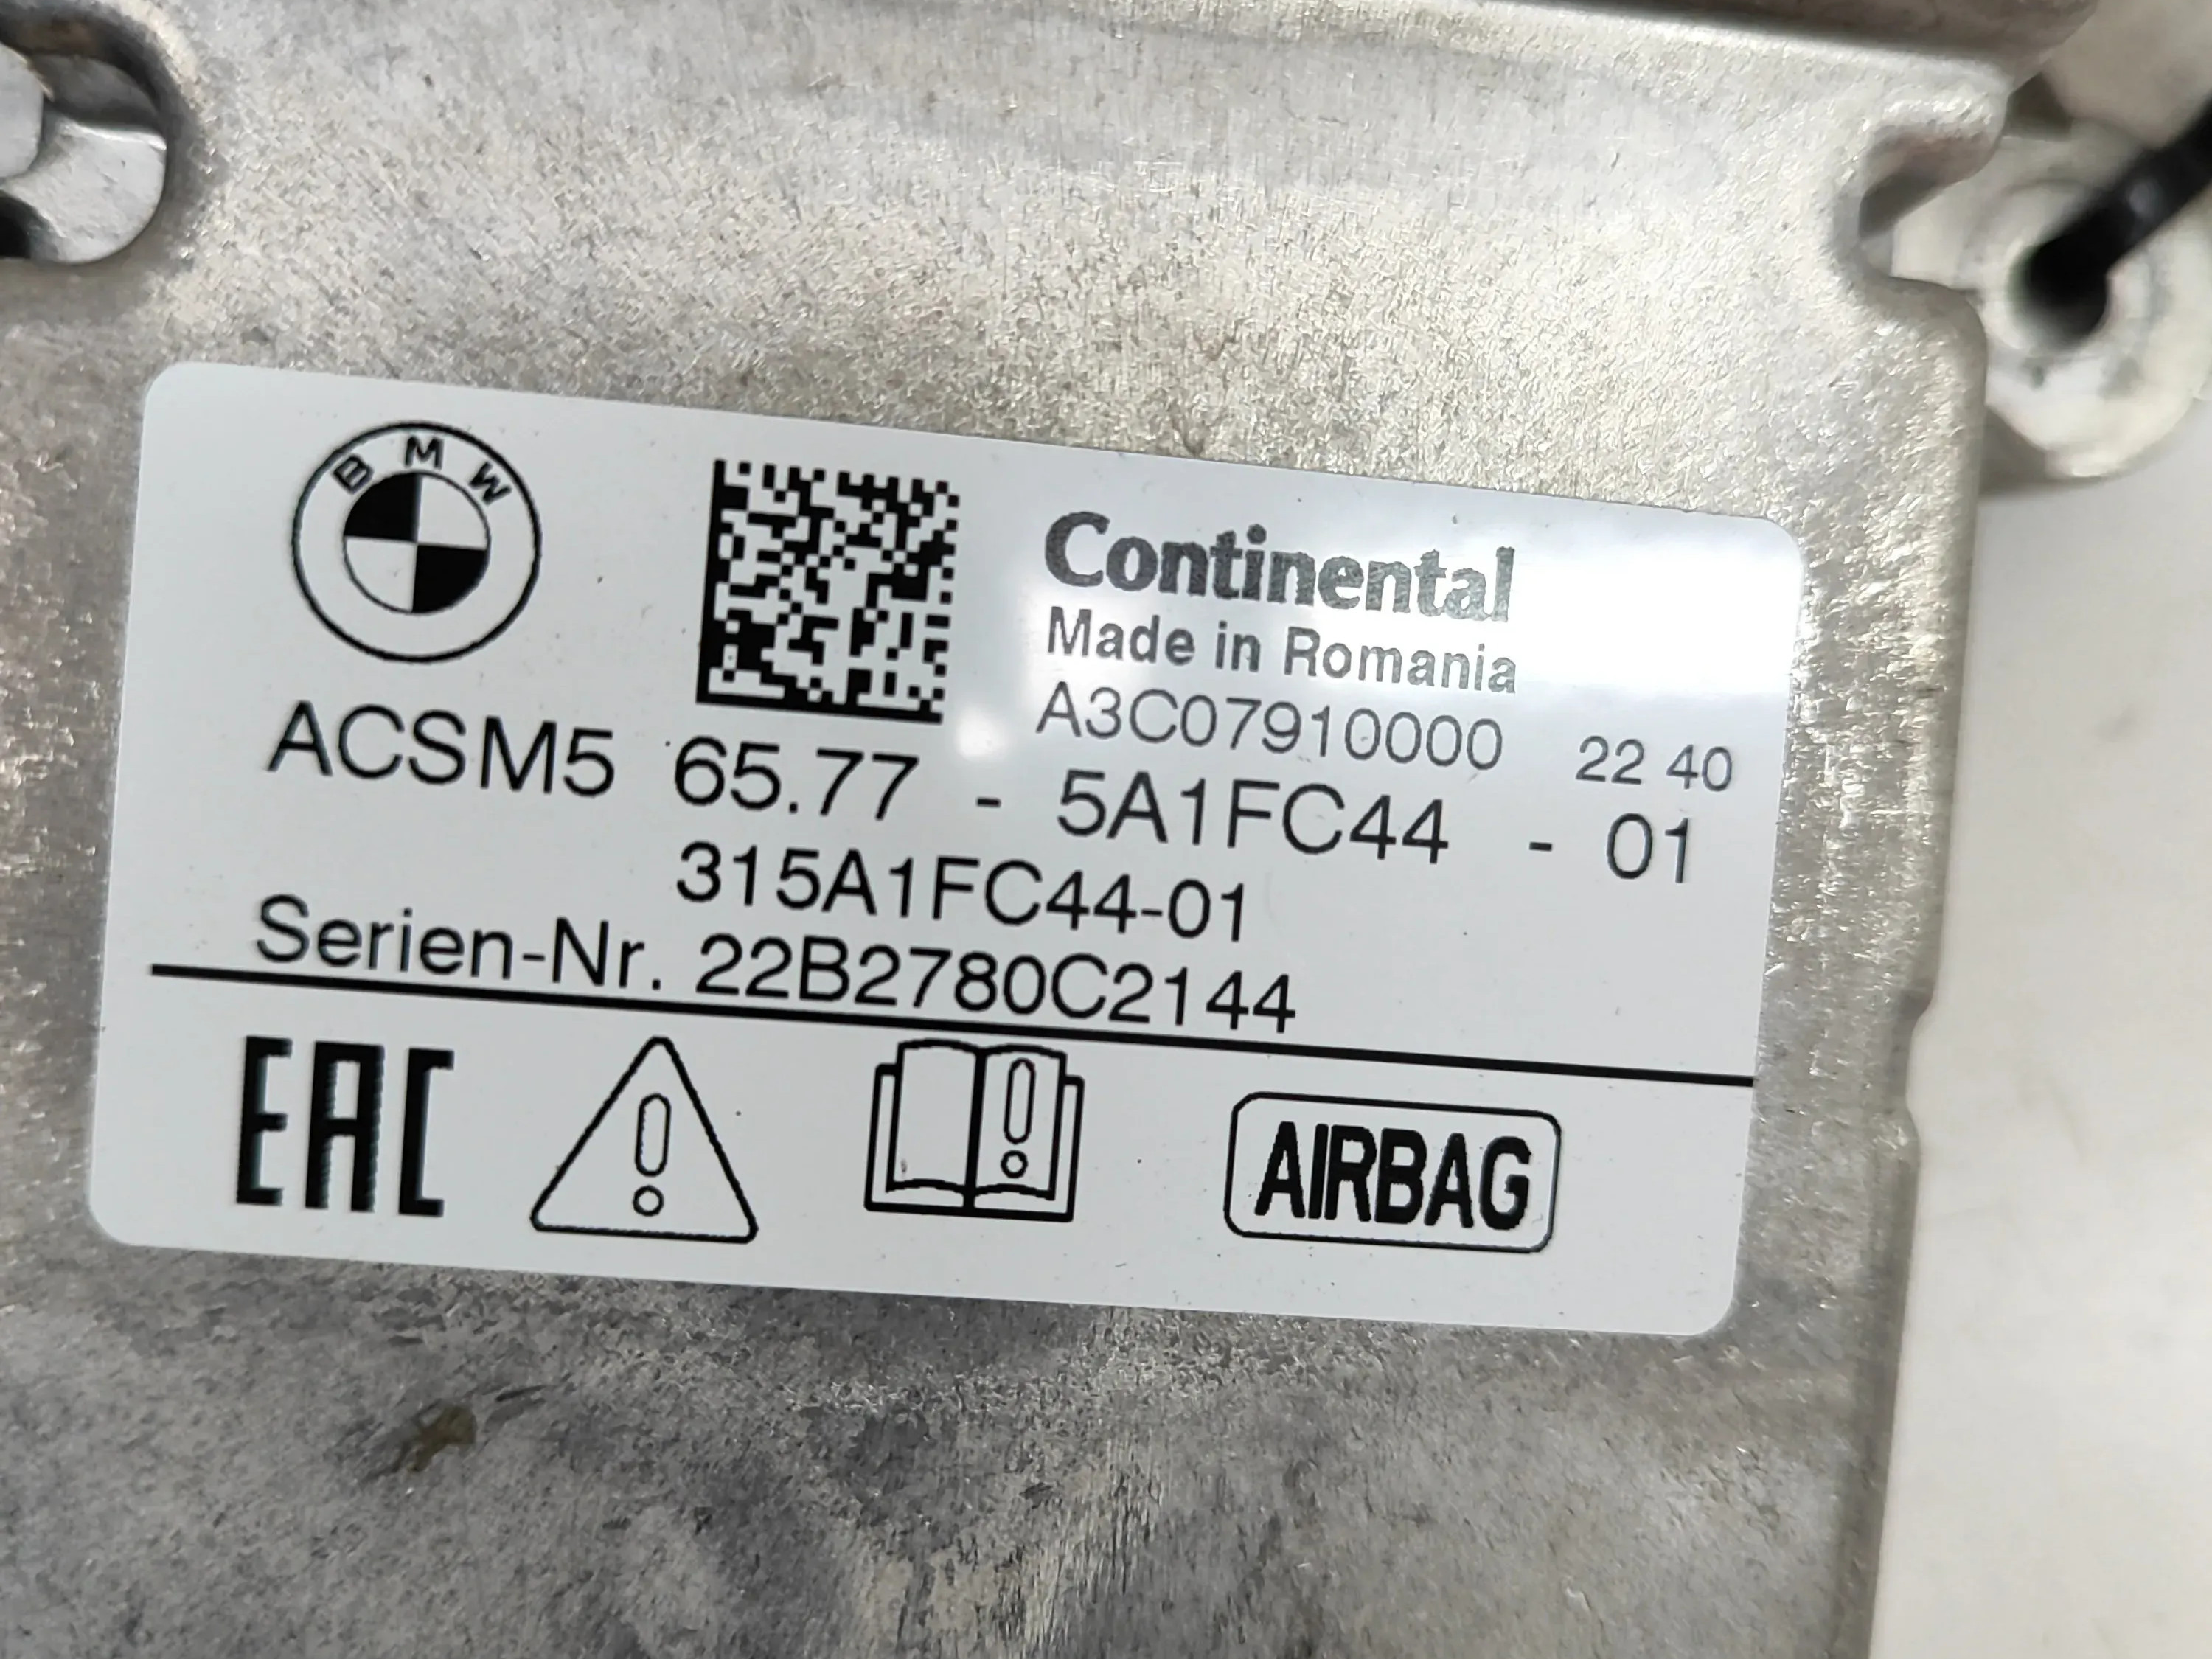 BMW
Continental
Made in Romania
A3C07910000 22 40
ACSM5 65.77 - 5A1FC44 - 01
315A1FC44-01
Serien-Nr. 22B2780C2144
EAC
AIRBAG